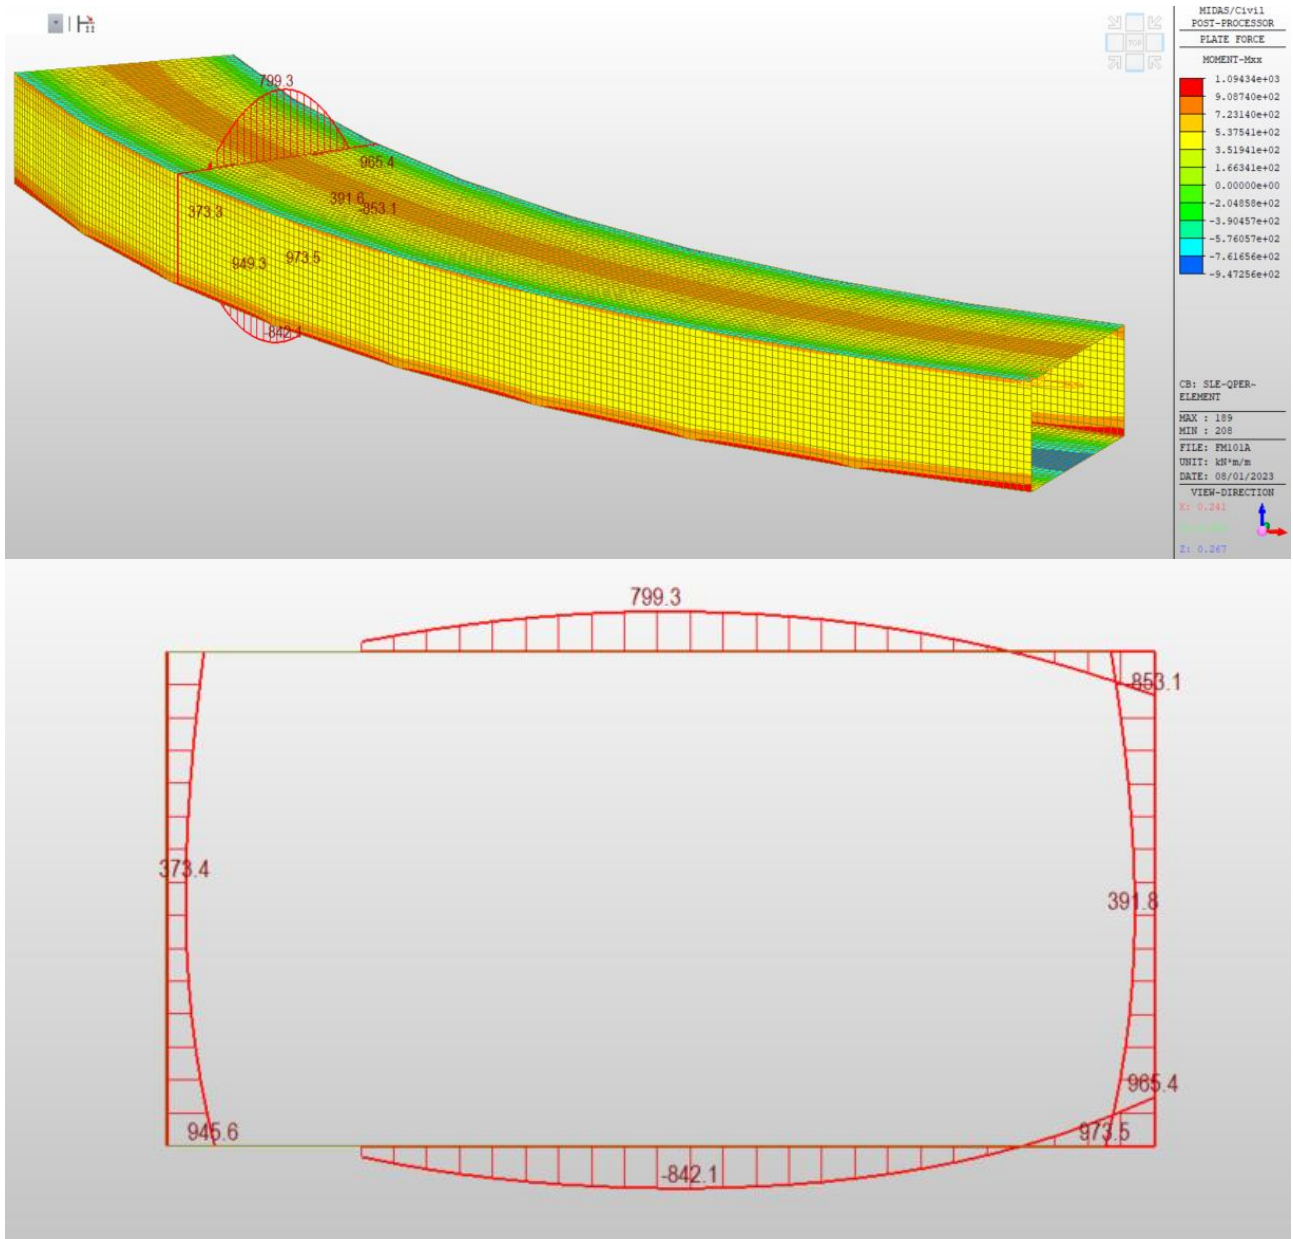 MIDAS/Civil
POST-PROCESSOR
PLATE FORCE
MOMENT-Mxx
1.09434e+03
9.08740e+02
7.23140e+02
5.37541e+02
3.51941e+02
1.66341e+02
0.00000e+00
-2.04858e+02
-3.90457e+02
-5.76057e+02
-7.61656e+02
-9.47256e+02
CB: SLE-QPER~
ELEMENT
MAX : 189
MIN : 208
FILE: FM101A
UNIT: kN*m/m
DATE: 08/01/2023
VIEW-DIRECTION
X: 0.241
Z: 0.267
TOP
799.3
965.4
391.6
-853.1
373.3
949.3
973.5
799.3
-853.1
373.4
391.8
965.4
945.6
973.5
-842.1